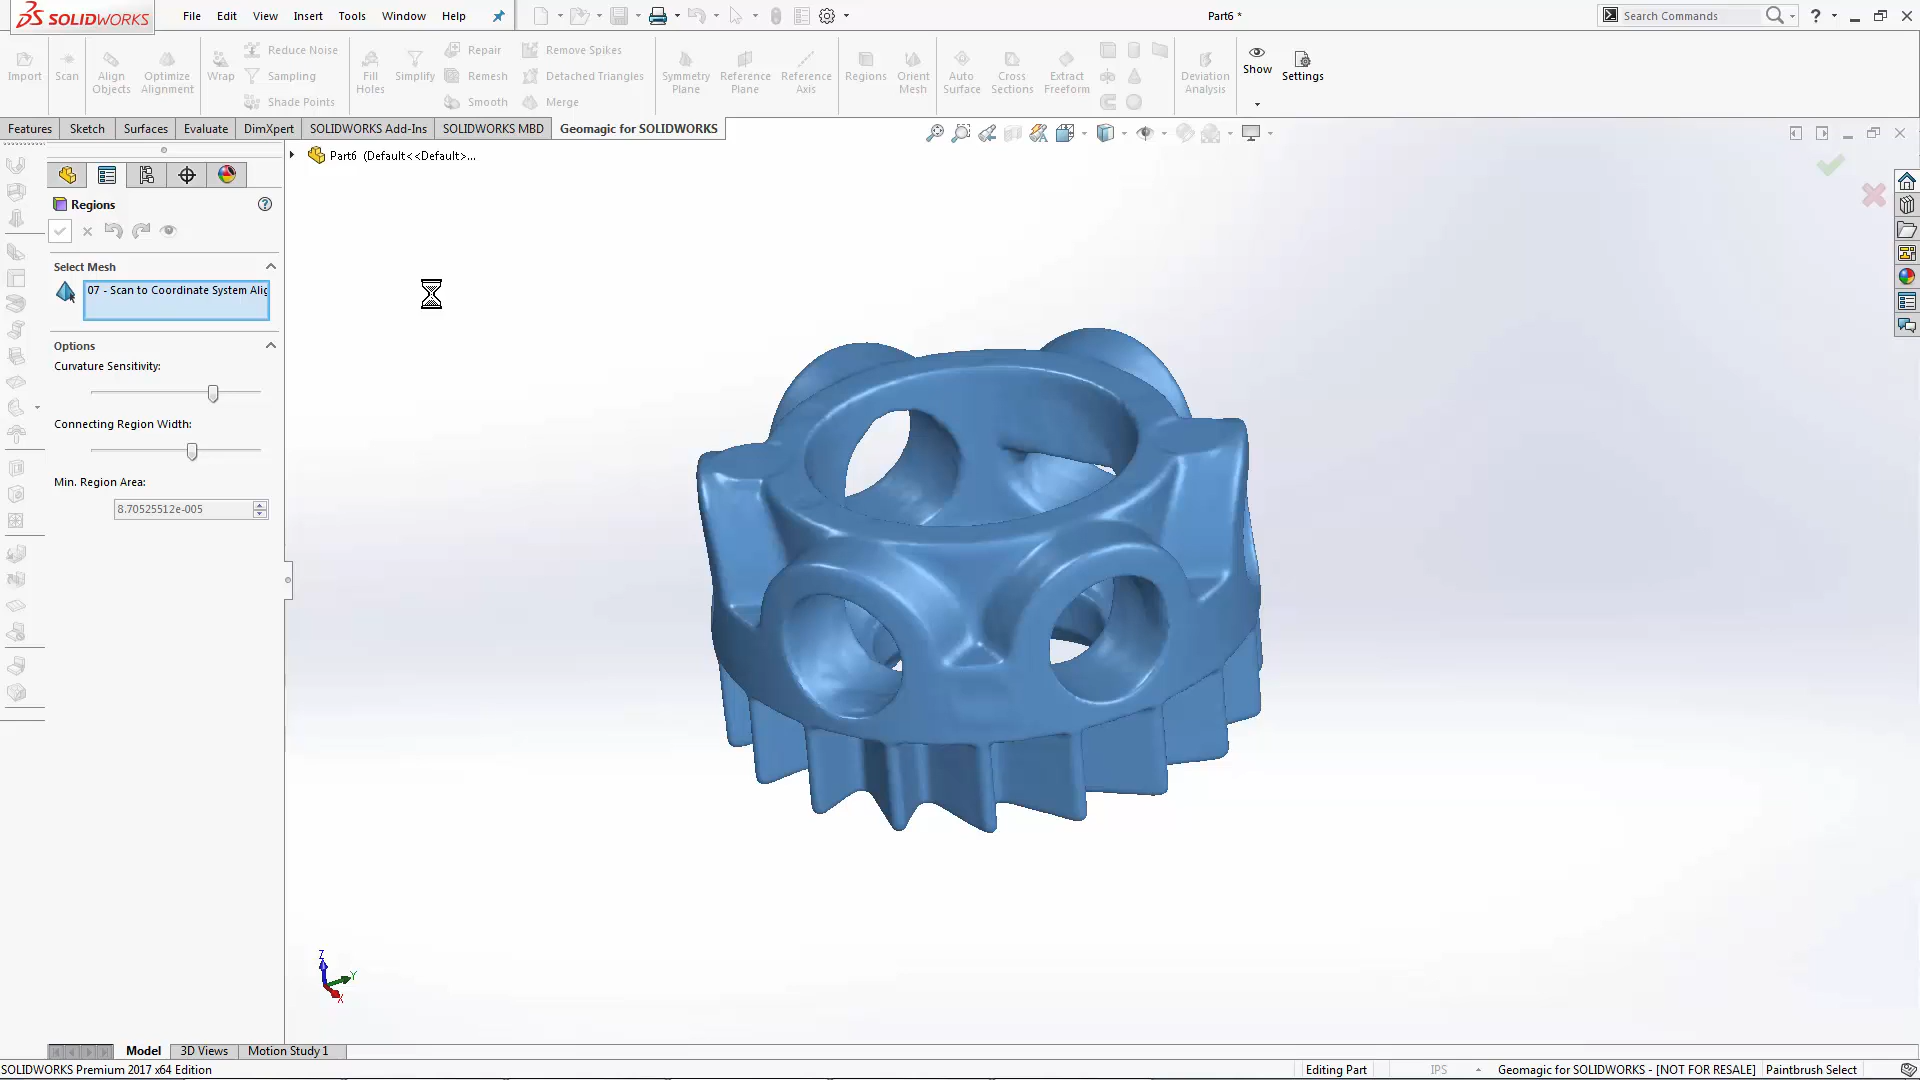 SOLIDWORKS File Edit View Insert Tools Window Help Part6 * Search Commands ?
Import Scan Align Objects Optimize Alignment Wrap Reduce Noise Sampling Shade Points Fill Holes Simplify Repair Remesh Smooth Remove Spikes Detached Triangles Merge Symmetry Plane Reference Plane Reference Axis Regions Orient Mesh Auto Surface Cross Sections Extract Freeform Deviation Analysis Show Settings
Features Sketch Surfaces Evaluate DimXpert SOLIDWORKS Add-Ins SOLIDWORKS MBD Geomagic for SOLIDWORKS
Part6 (Default<<Default>...
Regions ?
Select Mesh
07 - Scan to Coordinate System Alig
Options
Curvature Sensitivity:
Connecting Region Width:
Min. Region Area:
8.70525512e-005
Z
Y
X
Model 3D Views Motion Study 1
SOLIDWORKS Premium 2017 x64 Edition Editing Part IPS Geomagic for SOLIDWORKS - [NOT FOR RESALE] Paintbrush Select